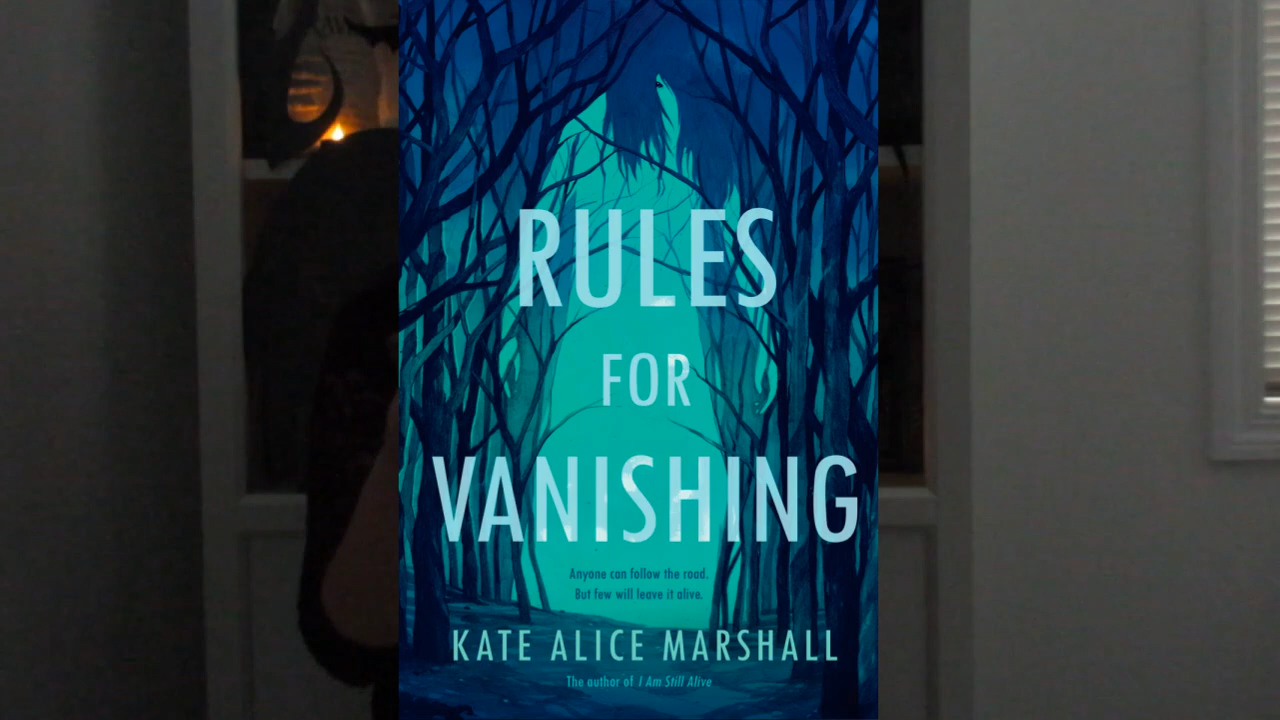 RULES
FOR
VANISHING
Anyone can follow the road.
But few will leave it alive.
KATE ALICE MARSHALL
The author of I Am Still Alive